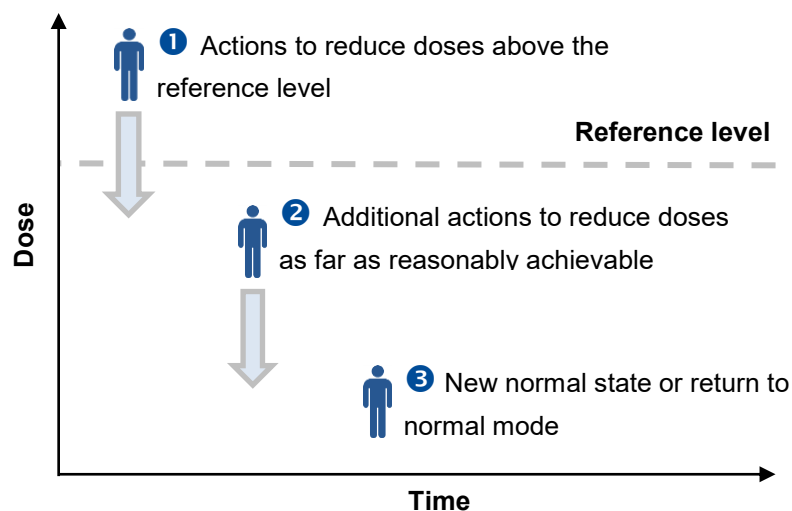 ❶ Actions to reduce doses above the
reference level
Reference level
❷ Additional actions to reduce doses
as far as reasonably achievable
Dose
❸ New normal state or return to
normal mode
Time